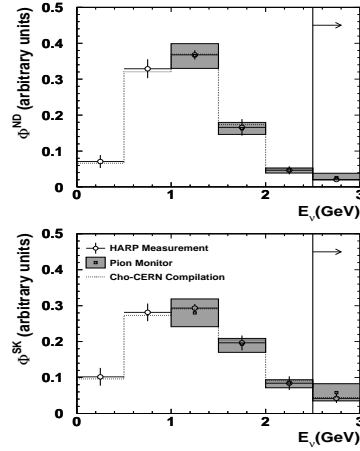 Φ^ND (arbitrary units)
0.5
0.4
0.3
0.2
0.1
0
0 1 2 3
E_ν(GeV)
HARP Measurement
Pion Monitor
Cho-CERN Compilation
Φ^SK (arbitrary units)
0.5
0.4
0.3
0.2
0.1
0
0 1 2 3
E_ν(GeV)